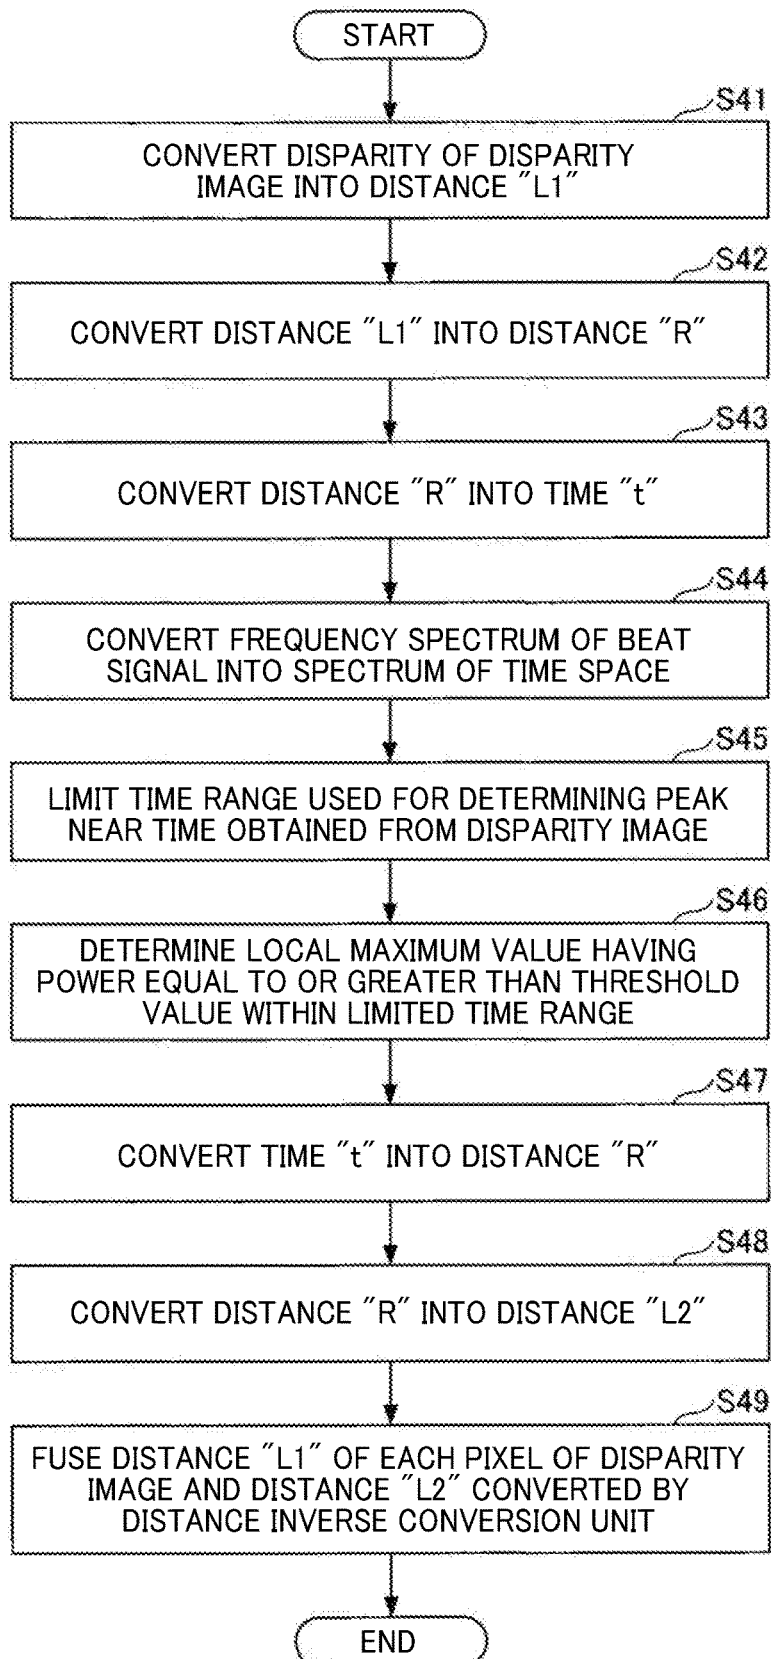 START
S41
CONVERT DISPARITY OF DISPARITY
IMAGE INTO DISTANCE "L1"
S42
CONVERT DISTANCE "L1" INTO DISTANCE "R"
S43
CONVERT DISTANCE "R" INTO TIME "t"
S44
CONVERT FREQUENCY SPECTRUM OF BEAT
SIGNAL INTO SPECTRUM OF TIME SPACE
S45
LIMIT TIME RANGE USED FOR DETERMINING PEAK
NEAR TIME OBTAINED FROM DISPARITY IMAGE
S46
DETERMINE LOCAL MAXIMUM VALUE HAVING
POWER EQUAL TO OR GREATER THAN THRESHOLD
VALUE WITHIN LIMITED TIME RANGE
S47
CONVERT TIME "t" INTO DISTANCE "R"
S48
CONVERT DISTANCE "R" INTO DISTANCE "L2"
S49
FUSE DISTANCE "L1" OF EACH PIXEL OF DISPARITY
IMAGE AND DISTANCE "L2" CONVERTED BY
DISTANCE INVERSE CONVERSION UNIT
END